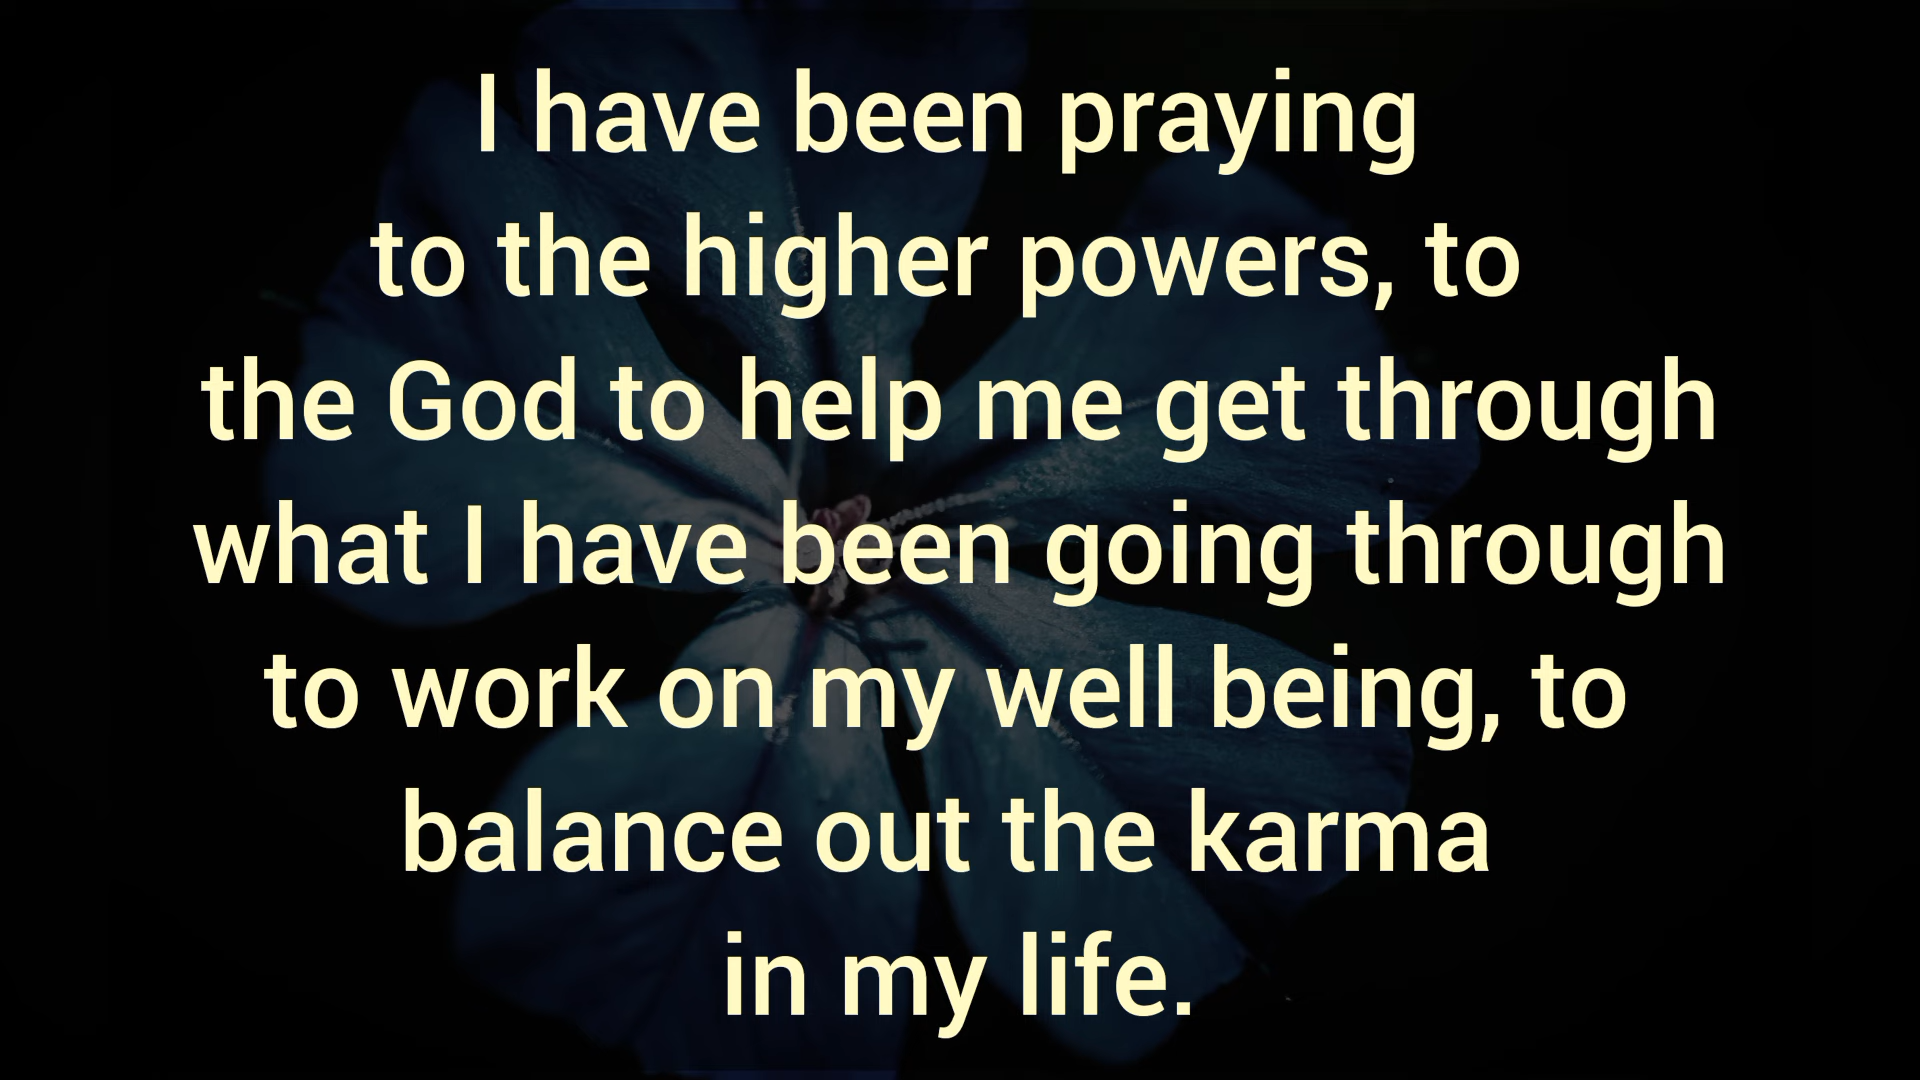 I have been praying
to the higher powers, to
the God to help me get through
what I have been going through
to work on my well being, to
balance out the karma
in my life.